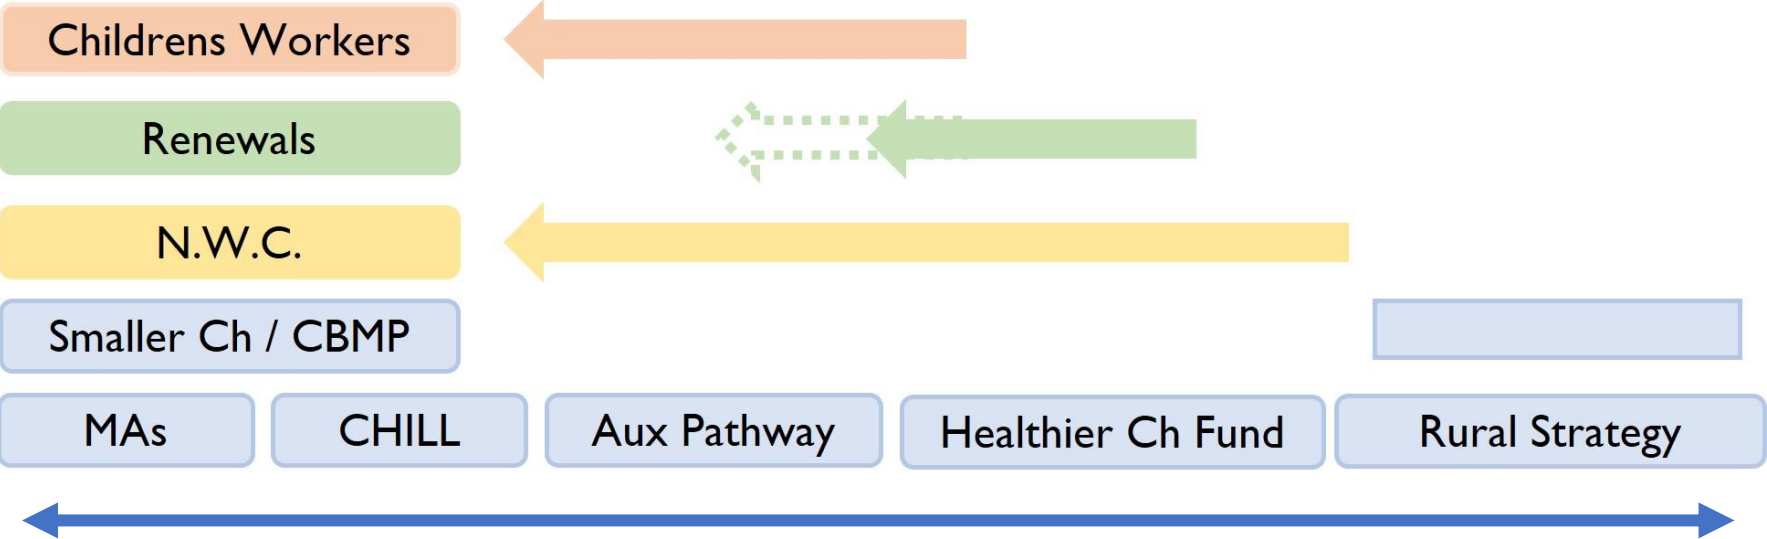 Childrens Workers
Renewals
N.W.C.
Smaller Ch / CBMP
MAs
CHILL
Aux Pathway
Healthier Ch Fund
Rural Strategy